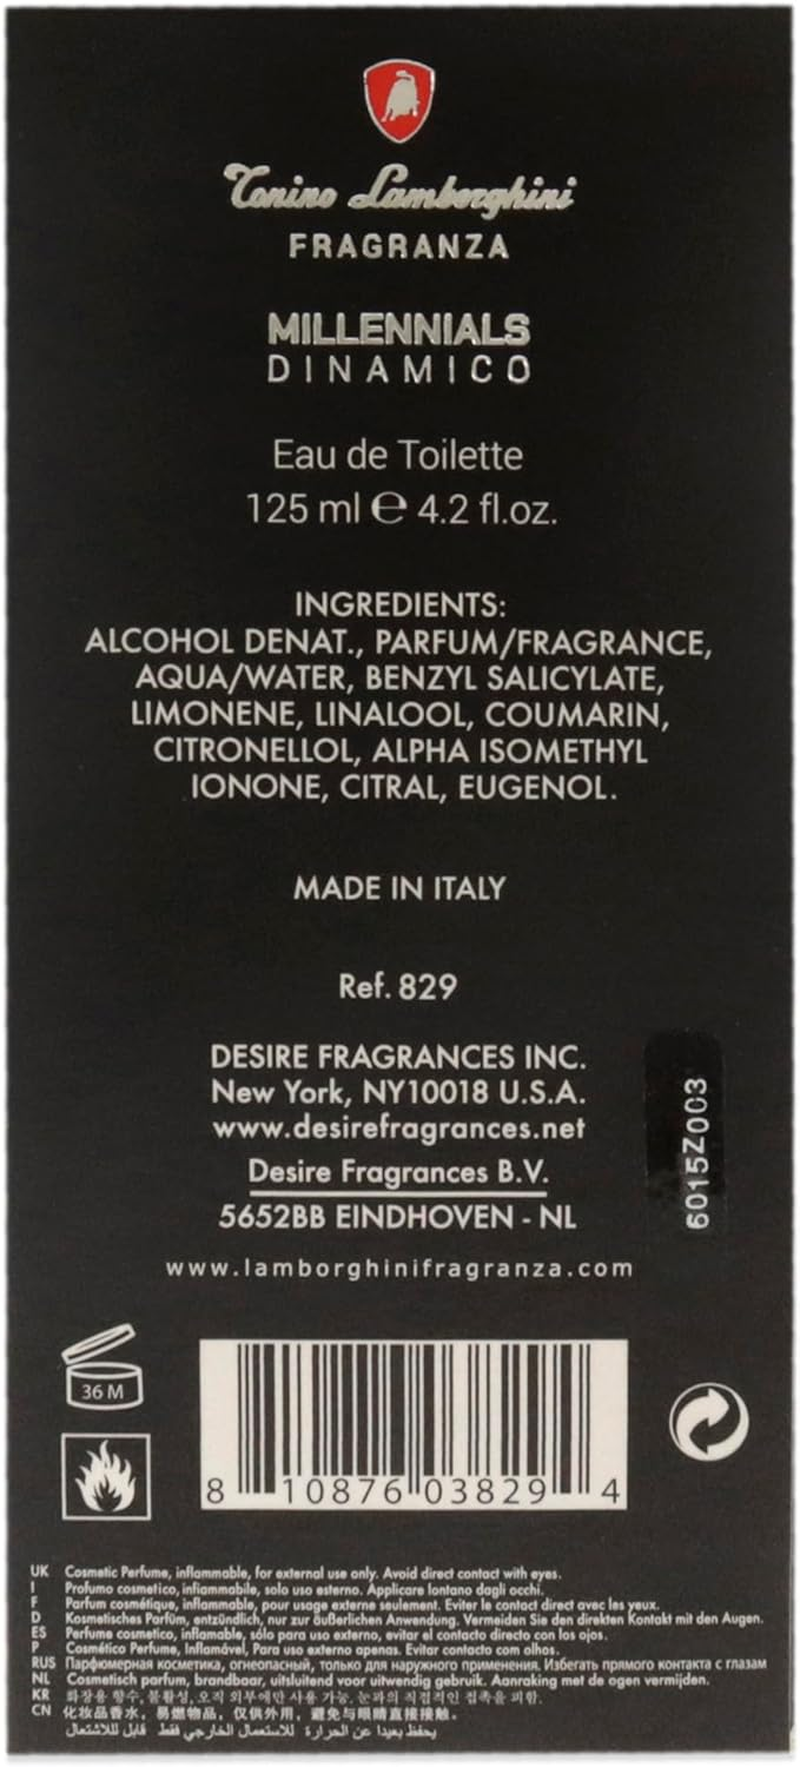 Tonino Lamborghini
FRAGRANZA
MILLENNIALS
DINAMICO
Eau de Toilette
125 ml ℮ 4.2 fl.oz.
INGREDIENTS:
ALCOHOL DENAT., PARFUM/FRAGRANCE,
AQUA/WATER, BENZYL SALICYLATE,
LIMONENE, LINALOOL, COUMARIN,
CITRONELLOL, ALPHA ISOMETHYL
IONONE, CITRAL, EUGENOL.
MADE IN ITALY
Ref. 829
DESIRE FRAGRANCES INC.
New York, NY10018 U.S.A.
www.desirefragrances.net
Desire Fragrances B.V.
5652BB EINDHOVEN - NL
6015Z003
www.lamborghinifragranza.com
36 M
8 10876 03829 4
UK Cosmetic Perfume, inflammable, for external use only. Avoid direct contact with eyes.
I Profumo cosmetico, infiammabile, solo uso esterno. Applicare lontano dagli occhi.
F Parfum cosmétique, inflammable, pour usage externe seulement. Eviter le contact direct avec les yeux.
D Kosmetisches Parfüm, entzündlich, nur zur äußerlichen Anwendung. Vermeiden Sie den direkten Kontakt mit den Augen.
ES Perfume cosmetico, inflamable, sólo para uso externo, evitar el contacto directo con los ojos.
P Cosmético Perfume, Inflamável, Para uso externo apenas. Evitar contacto com olhos.
RUS Парфюмерная косметика, огнеопасный, только для наружного применения. Избегать прямого контакта с глазам
NL Cosmetisch parfum, brandbaar, uitsluitend voor uitwendig gebruik. Aanraking met de ogen vermijden.
KR 화장용 향수, 불활성, 오직 외부에만 사용 가능, 눈과의 직접적인 접촉을 피함.
CN 化妆品香水，易燃物品，仅供外用，避免与眼睛直接接触。
يحفظ بعيدا عن الحرارة للاستعمال الخارجي فقط قابل للاشتعال